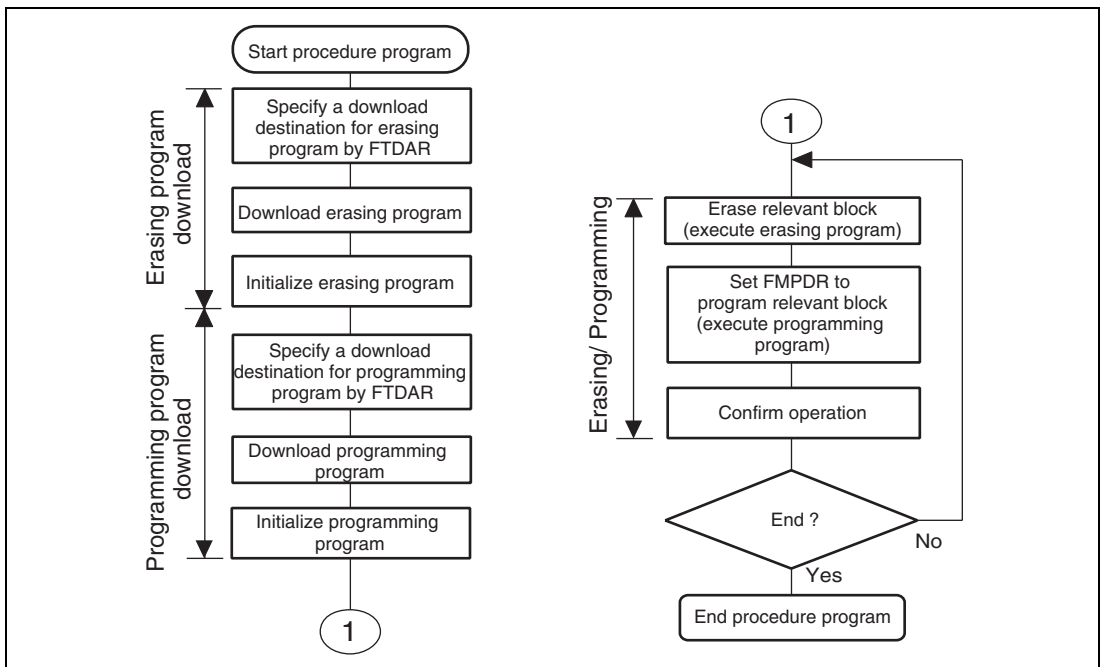 Start procedure program
Erasing program
download
Specify a download
destination for erasing
program by FTDAR
Download erasing program
Initialize erasing program
Programming program
download
Specify a download
destination for programming
program by FTDAR
Download programming
program
Initialize programming
program
1
1
Erasing/ Programming
Erase relevant block
(execute erasing program)
Set FMPDR to
program relevant block
(execute programming
program)
Confirm operation
End ?
No
Yes
End procedure program